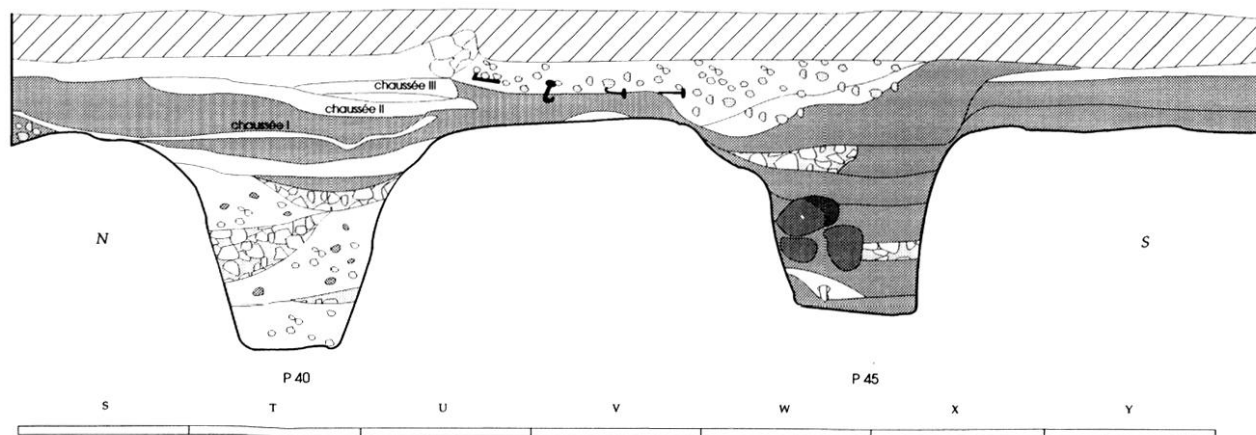 chaussée III
chaussée II
chaussée I
N
S
P 40
P 45
S T U V W X Y